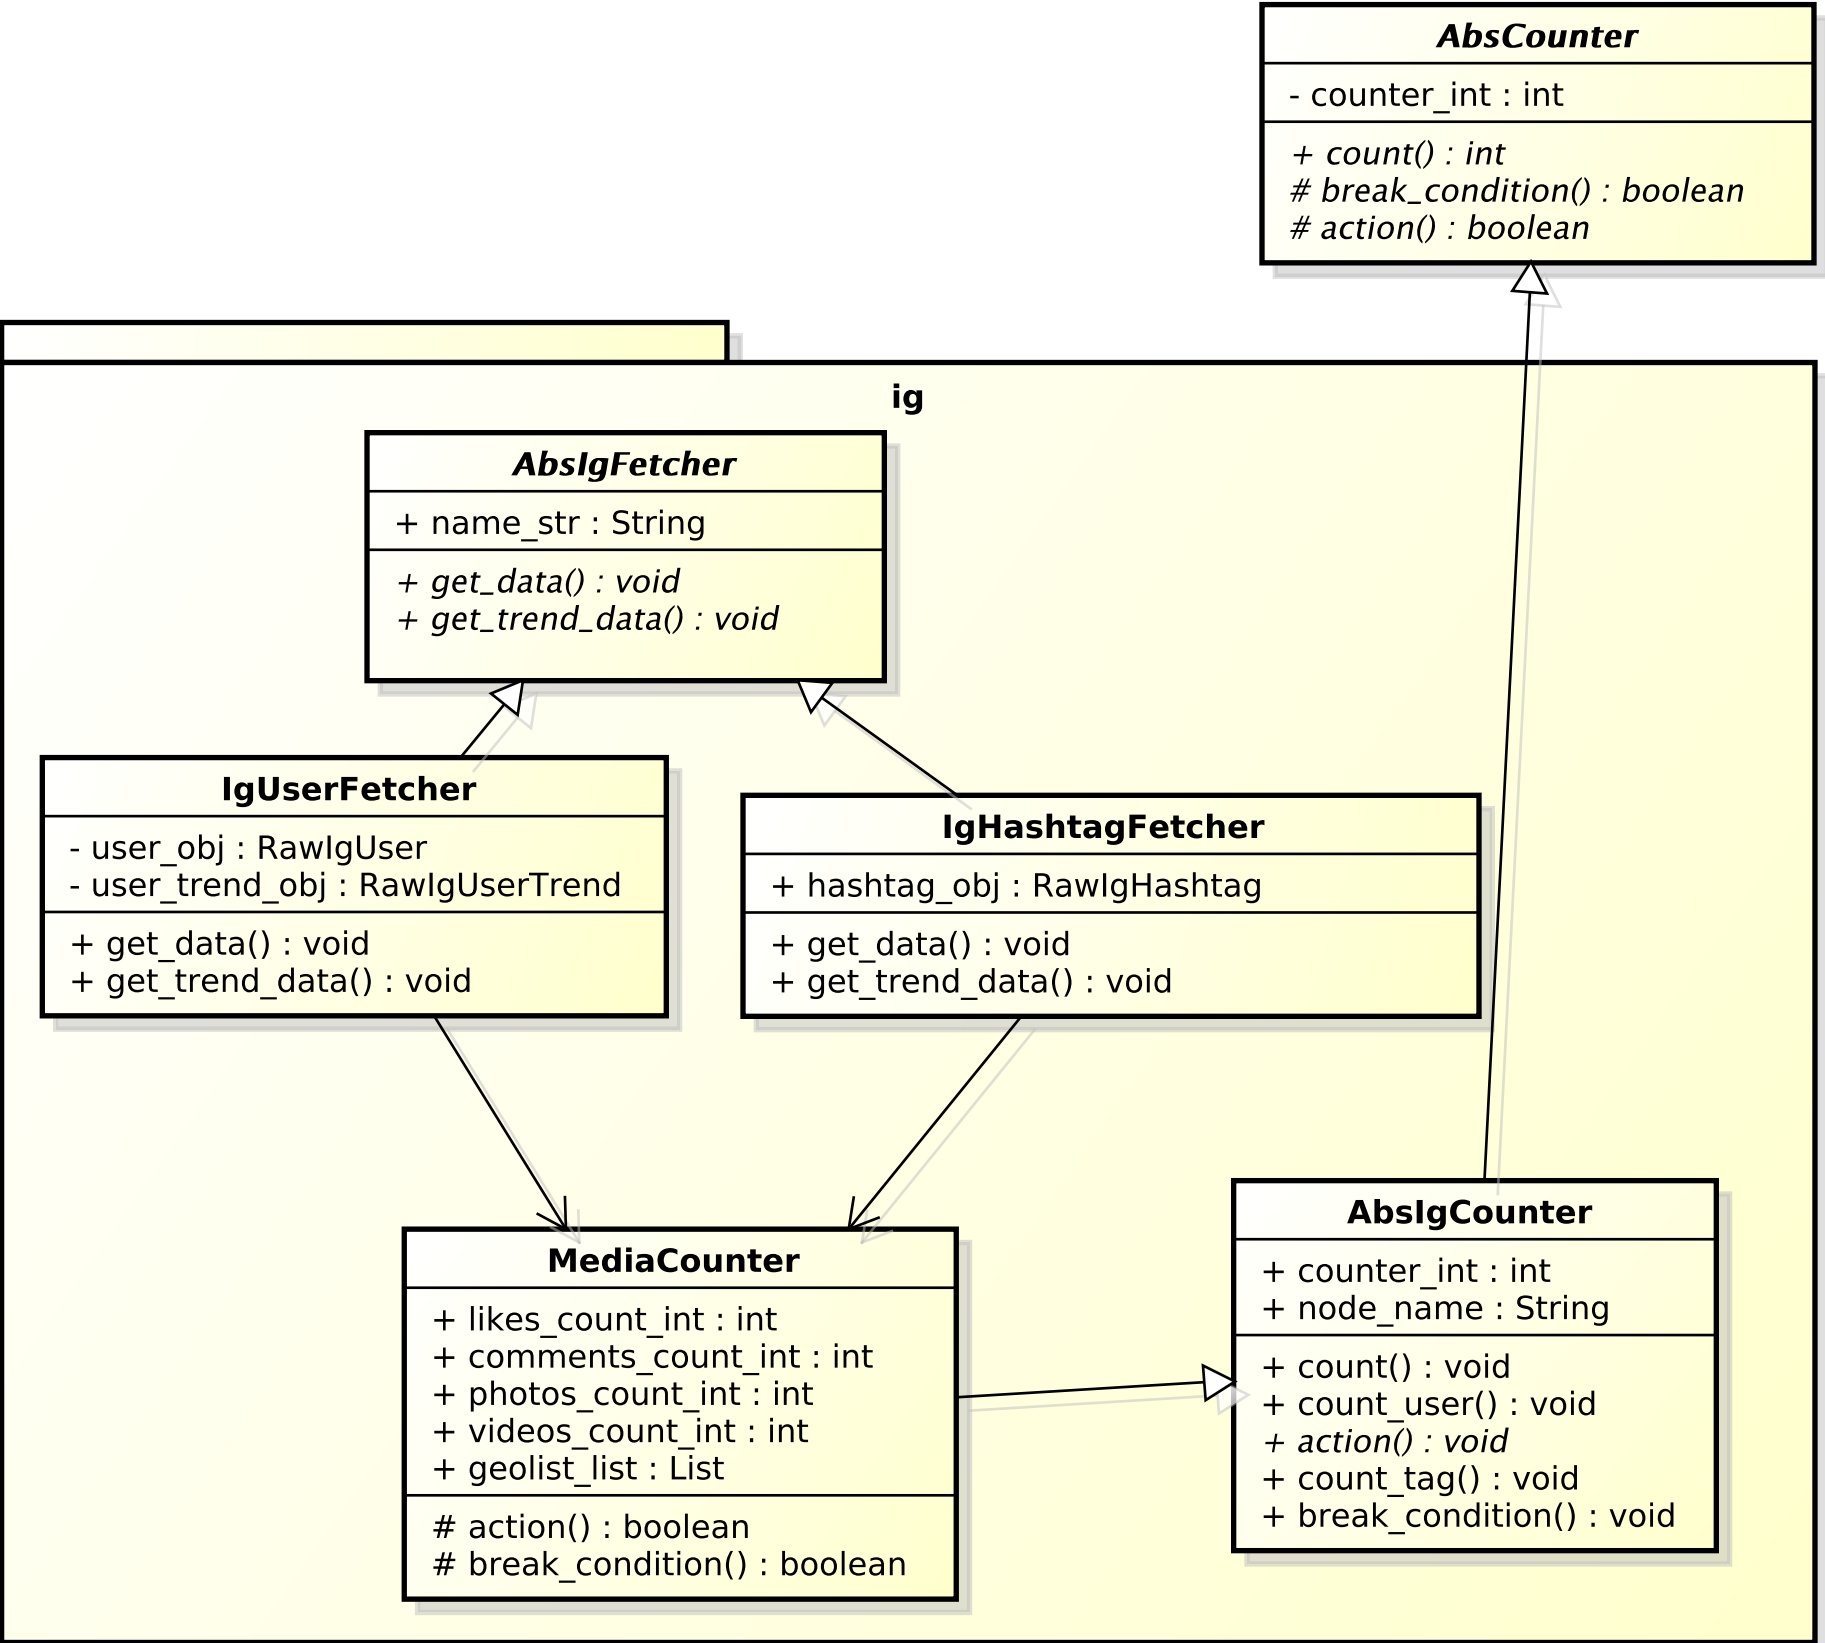 AbsCounter
- counter_int : int
+ count() : int
# break_condition() : boolean
# action() : boolean
ig
AbsIgFetcher
+ name_str : String
+ get_data() : void
+ get_trend_data() : void
IgUserFetcher
- user_obj : RawIgUser
- user_trend_obj : RawIgUserTrend
+ get_data() : void
+ get_trend_data() : void
IgHashtagFetcher
+ hashtag_obj : RawIgHashtag
+ get_data() : void
+ get_trend_data() : void
MediaCounter
+ likes_count_int : int
+ comments_count_int : int
+ photos_count_int : int
+ videos_count_int : int
+ geolist_list : List
# action() : boolean
# break_condition() : boolean
AbsIgCounter
+ counter_int : int
+ node_name : String
+ count() : void
+ count_user() : void
+ action() : void
+ count_tag() : void
+ break_condition() : void